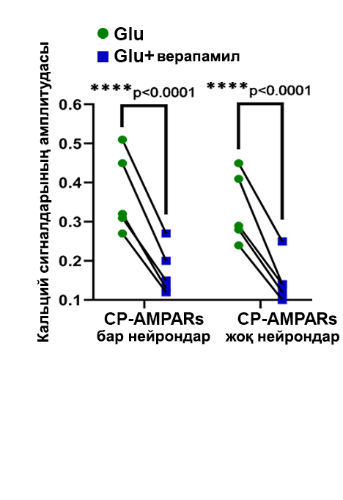 Glu
Glu+ верапамил
Кальций сигналдарының амплитудасы
****p<0.0001 ****p<0.0001
0.6
0.5
0.4
0.3
0.2
0.1
CP-AMPARs CP-AMPARs
бар нейрондар жоқ нейрондар